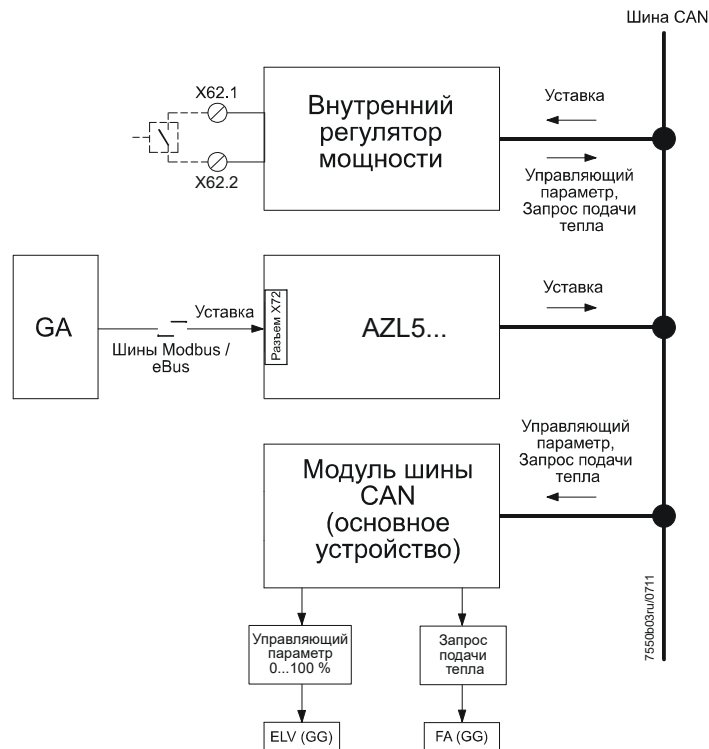 Шина CAN
X62.1
X62.2
Внутренний
регулятор
мощности
Уставка
Управляющий
параметр,
Запрос подачи
тепла
GA
Уставка
Шины Modbus /
eBus
Разъем X72
AZL5...
Уставка
Управляющий
параметр,
Запрос подачи
тепла
Модуль шины
CAN
(основное
устройство)
Управляющий
параметр
0...100 %
Запрос
подачи
тепла
ELV (GG)
FA (GG)
7550b03ru/0711